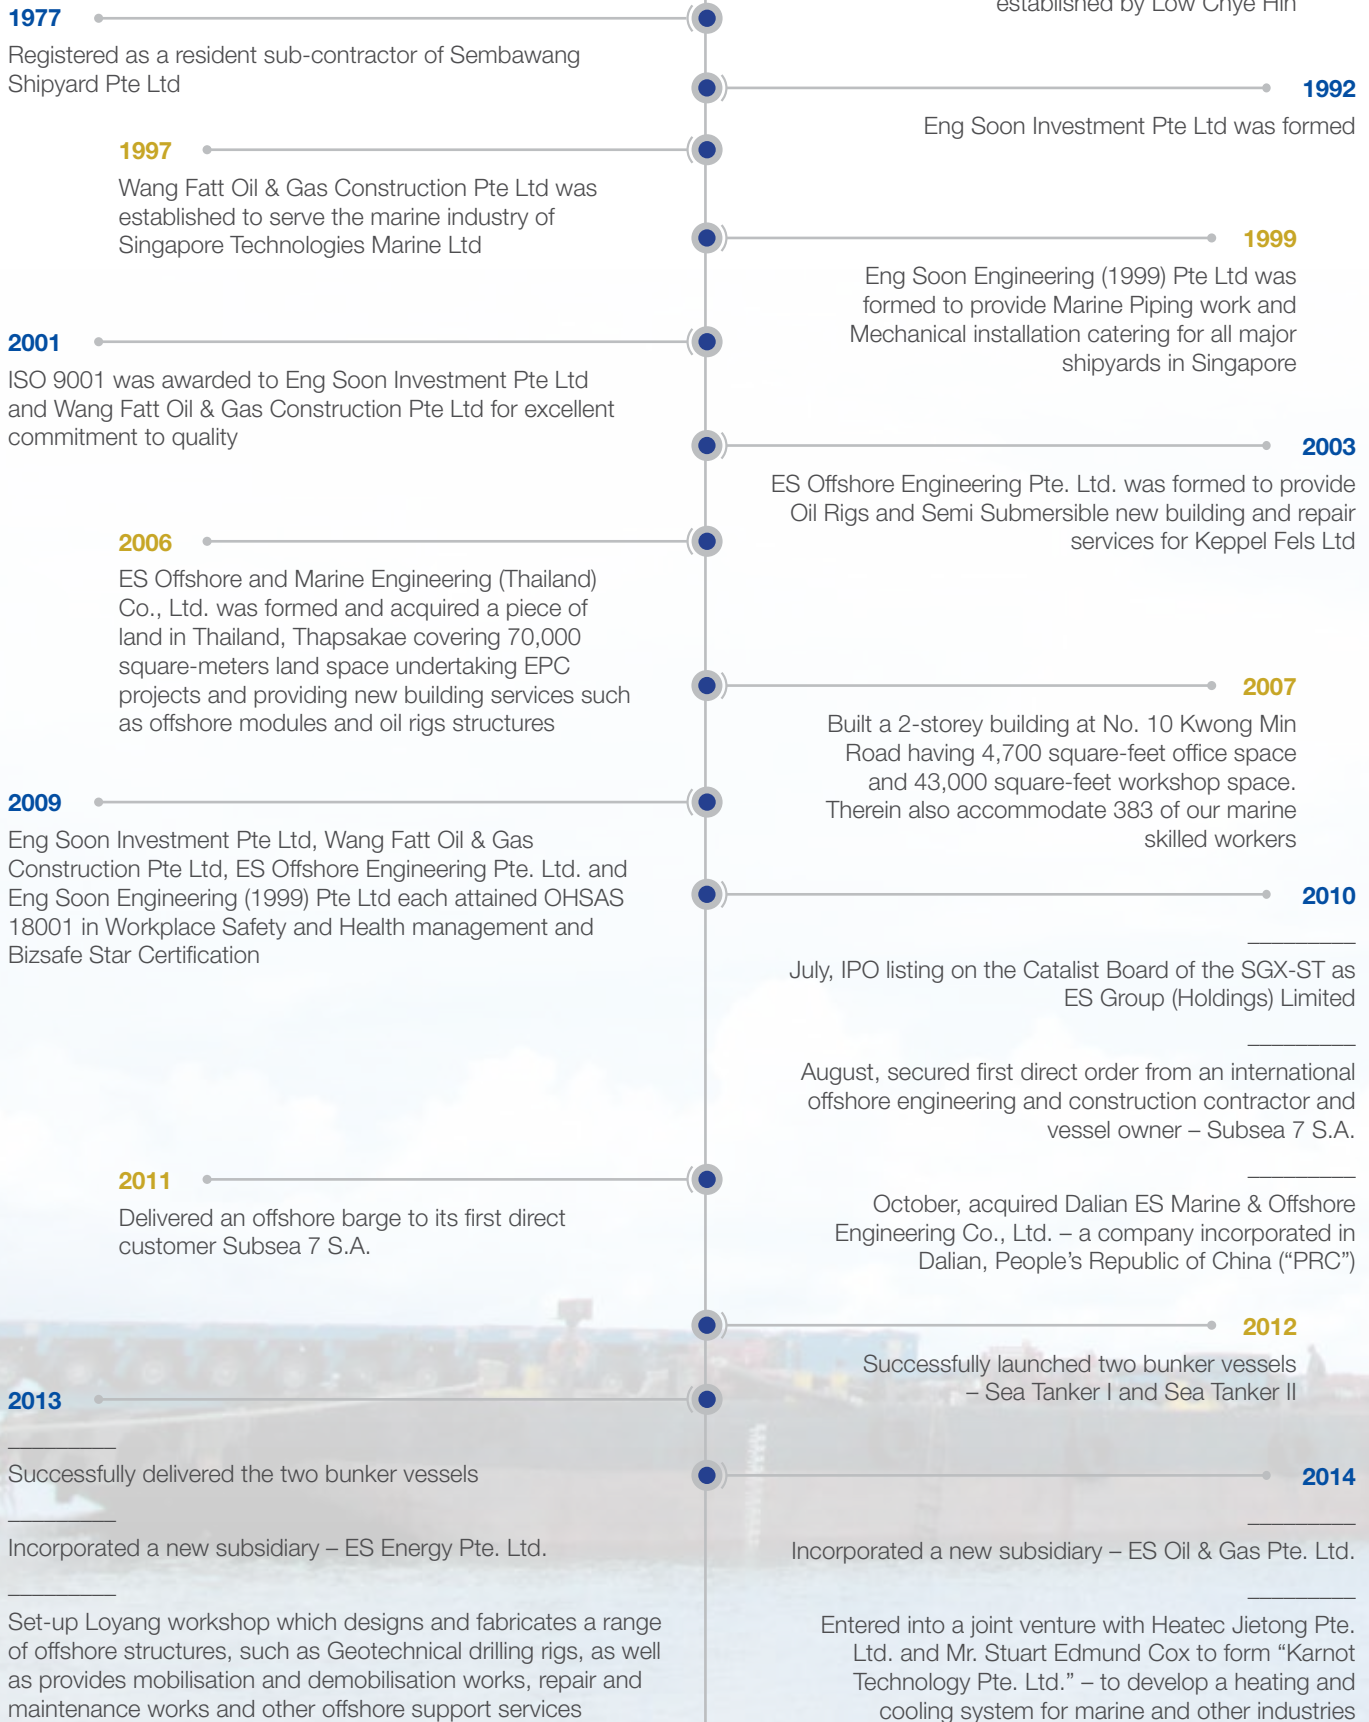 established by Low Chye Hin
1977
Registered as a resident sub-contractor of Sembawang
Shipyard Pte Ltd
1992
Eng Soon Investment Pte Ltd was formed
1997
Wang Fatt Oil & Gas Construction Pte Ltd was
established to serve the marine industry of
Singapore Technologies Marine Ltd
1999
Eng Soon Engineering (1999) Pte Ltd was
formed to provide Marine Piping work and
Mechanical installation catering for all major
shipyards in Singapore
2001
ISO 9001 was awarded to Eng Soon Investment Pte Ltd
and Wang Fatt Oil & Gas Construction Pte Ltd for excellent
commitment to quality
2003
ES Offshore Engineering Pte. Ltd. was formed to provide
Oil Rigs and Semi Submersible new building and repair
services for Keppel Fels Ltd
2006
ES Offshore and Marine Engineering (Thailand)
Co., Ltd. was formed and acquired a piece of
land in Thailand, Thapsakae covering 70,000
square-meters land space undertaking EPC
projects and providing new building services such
as offshore modules and oil rigs structures
2007
Built a 2-storey building at No. 10 Kwong Min
Road having 4,700 square-feet office space
and 43,000 square-feet workshop space.
Therein also accommodate 383 of our marine
skilled workers
2009
Eng Soon Investment Pte Ltd, Wang Fatt Oil & Gas
Construction Pte Ltd, ES Offshore Engineering Pte. Ltd. and
Eng Soon Engineering (1999) Pte Ltd each attained OHSAS
18001 in Workplace Safety and Health management and
Bizsafe Star Certification
2010
July, IPO listing on the Catalist Board of the SGX-ST as
ES Group (Holdings) Limited
August, secured first direct order from an international
offshore engineering and construction contractor and
vessel owner – Subsea 7 S.A.
October, acquired Dalian ES Marine & Offshore
Engineering Co., Ltd. – a company incorporated in
Dalian, People's Republic of China (“PRC”)
2011
Delivered an offshore barge to its first direct
customer Subsea 7 S.A.
2012
Successfully launched two bunker vessels
– Sea Tanker I and Sea Tanker II
2013
Successfully delivered the two bunker vessels
Incorporated a new subsidiary – ES Energy Pte. Ltd.
Set-up Loyang workshop which designs and fabricates a range
of offshore structures, such as Geotechnical drilling rigs, as well
as provides mobilisation and demobilisation works, repair and
maintenance works and other offshore support services
2014
Incorporated a new subsidiary – ES Oil & Gas Pte. Ltd.
Entered into a joint venture with Heatec Jietong Pte.
Ltd. and Mr. Stuart Edmund Cox to form “Karnot
Technology Pte. Ltd.” – to develop a heating and
cooling system for marine and other industries